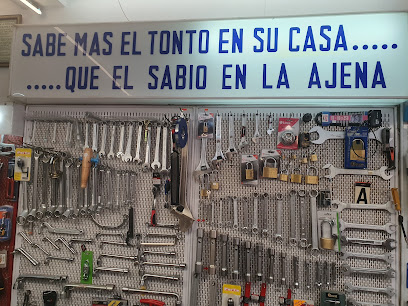 SABE MAS EL TONTO EN SU CASA.....
.....QUE EL SABIO EN LA AJENA
A